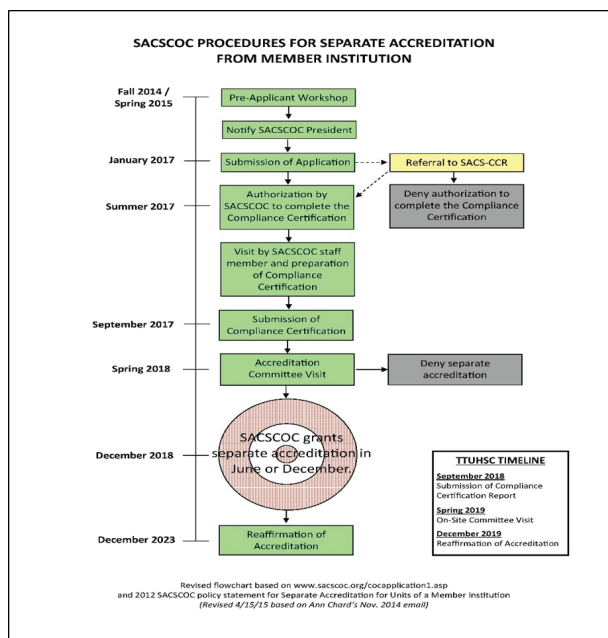 SACSCOC PROCEDURES FOR SEPARATE ACCREDITATION
FROM MEMBER INSTITUTION
Fall 2014 /
Spring 2015
Pre-Applicant Workshop
Notify SACSCOC President
January 2017
Submission of Application
Referral to SACS-CCR
Summer 2017
Authorization by
SACSCOC to complete the
Compliance Certification
Deny authorization to
complete the Compliance
Certification
Visit by SACSCOC staff
member and preparation
of Compliance
Certification
September 2017
Submission of
Compliance Certification
Spring 2018
Accreditation
Committee Visit
Deny separate
accreditation
December 2018
SACSCOC grants
separate accreditation in
June or December.
TTUHSC TIMELINE
September 2018
Submission of Compliance
Certification Report
Spring 2019
On-Site Committee Visit
December 2019
Reaffirmation of Accreditation
December 2023
Reaffirmation of
Accreditation
Revised flowchart based on www.sacscoc.org/cocapplication1.asp
and 2012 SACSCOC policy statement for Separate Accreditation for Units of a Member Institution
(Revised 4/15/15 based on Ann Chard's Nov. 2014 email)